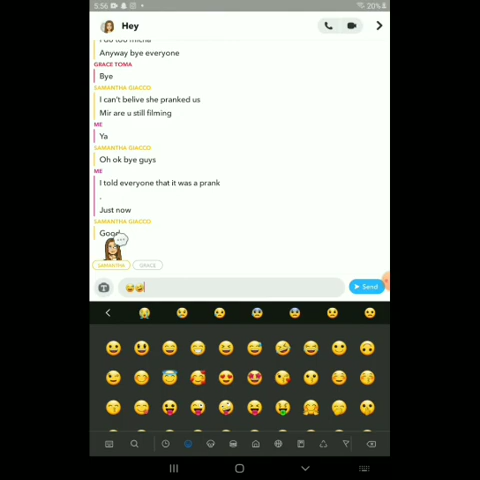 5:56
20%
Hey
Anyway bye everyone
GRACE TOMA
Bye
SAMANTHA GIACCO
I can't belive she pranked us
Mir are u still filming
ME
Ya
SAMANTHA GIACCO
Oh ok bye guys
ME
I told everyone that it was a prank
.
Just now
SAMANTHA GIACCO
Good
SAMANTHA
GRACE
Send